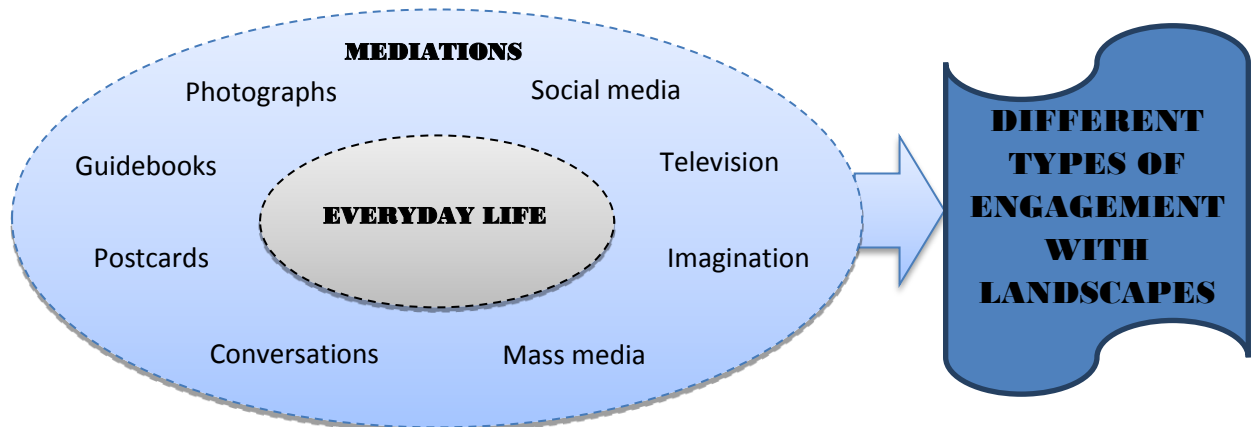 MEDIATIONS
Photographs
Social media
Guidebooks
Television
EVERYDAY LIFE
Postcards
Imagination
Conversations
Mass media
DIFFERENT
TYPES OF
ENGAGEMENT
WITH
LANDSCAPES